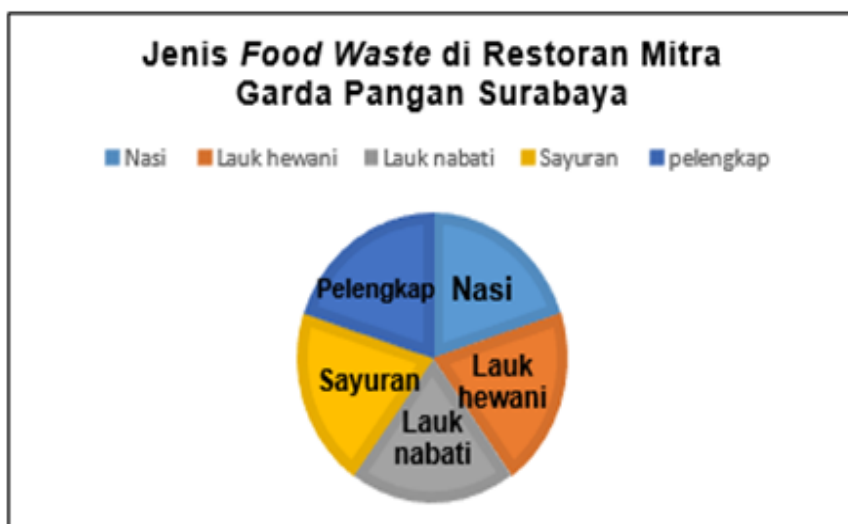 Jenis Food Waste di Restoran Mitra
Garda Pangan Surabaya
Nasi Lauk hewani Lauk nabati Sayuran pelengkap
Pelengkap
Nasi
Sayuran
Lauk
hewani
Lauk
nabati